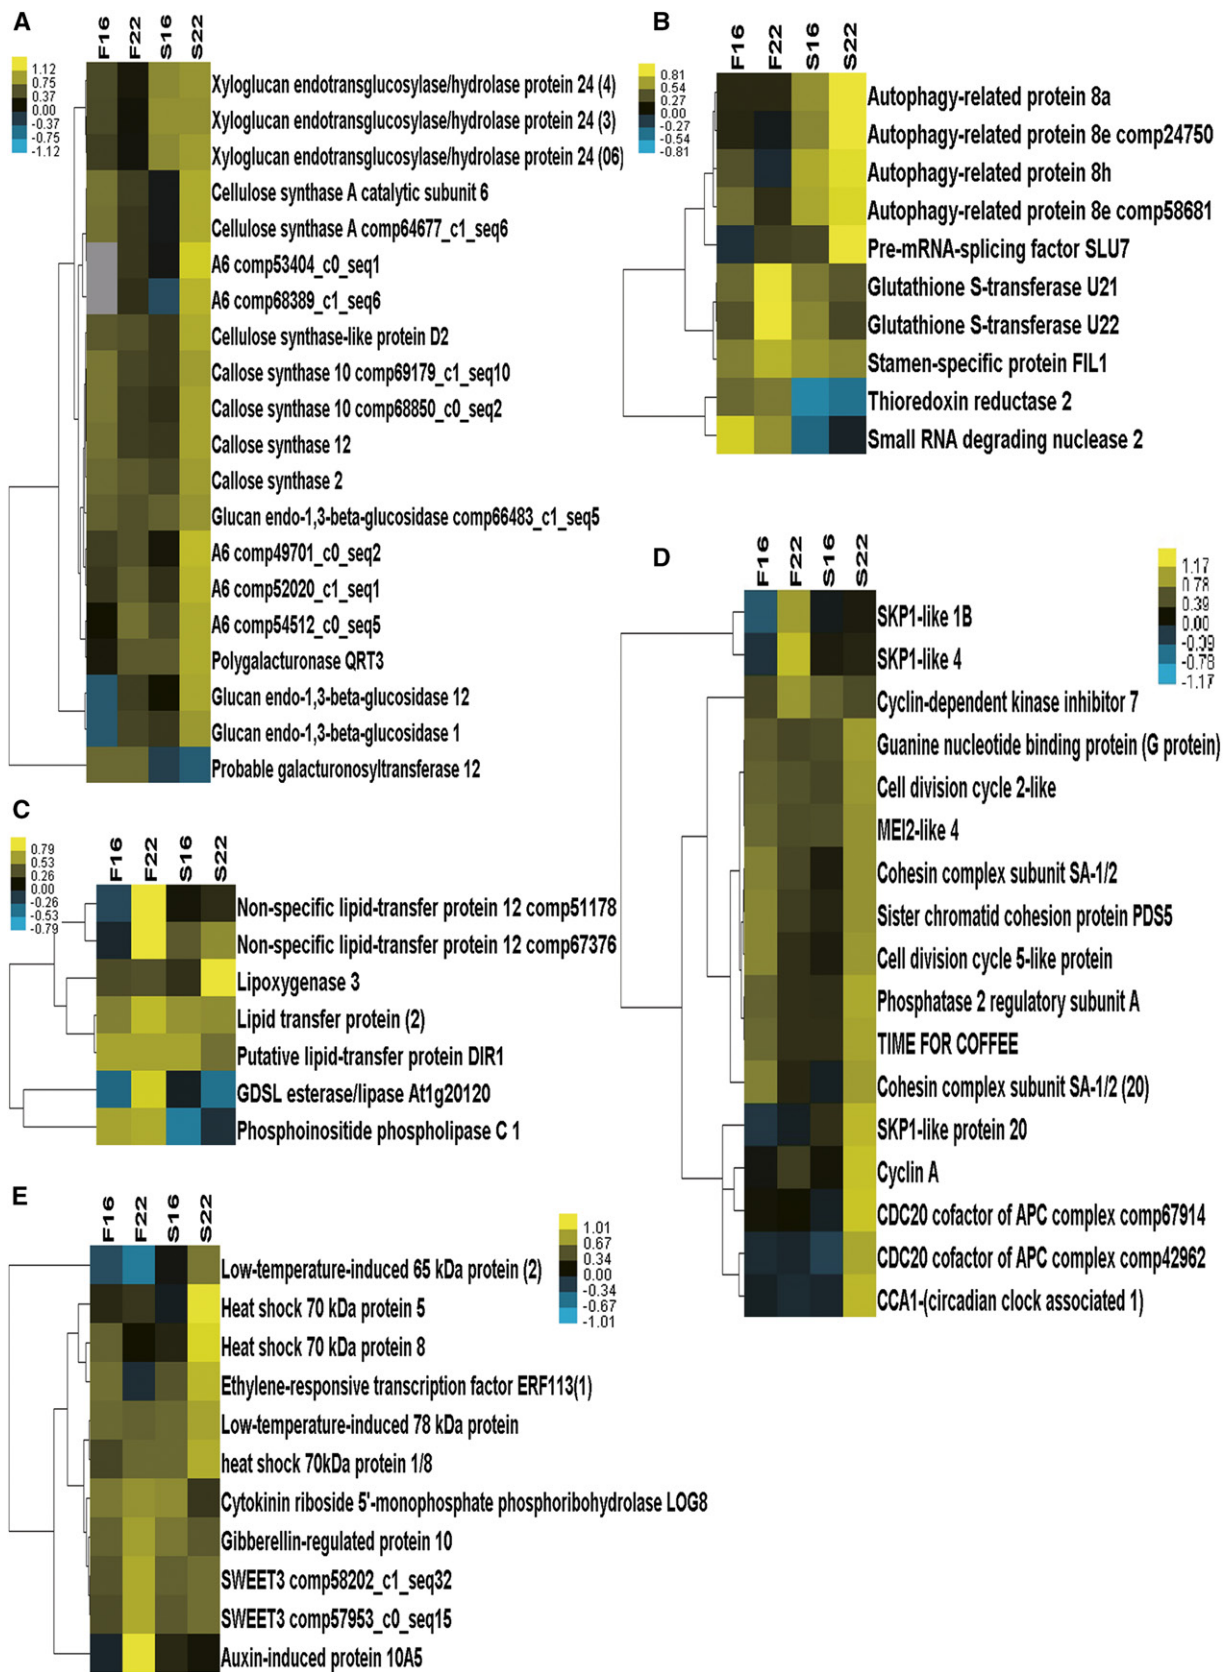 A
F16 F22 S16 S22
1.12
0.75
0.37
0.00
-0.37
-0.75
-1.12
Xyloglucan endotransglucosylase/hydrolase protein 24 (4)
Xyloglucan endotransglucosylase/hydrolase protein 24 (3)
Xyloglucan endotransglucosylase/hydrolase protein 24 (06)
Cellulose synthase A catalytic subunit 6
Cellulose synthase A comp64677_c1_seq6
A6 comp53404_c0_seq1
A6 comp68389_c1_seq6
Cellulose synthase-like protein D2
Callose synthase 10 comp69179_c1_seq10
Callose synthase 10 comp68850_c0_seq2
Callose synthase 12
Callose synthase 2
Glucan endo-1,3-beta-glucosidase comp66483_c1_seq5
A6 comp49701_c0_seq2
A6 comp52020_c1_seq1
A6 comp54512_c0_seq5
Polygalacturonase QRT3
Glucan endo-1,3-beta-glucosidase 12
Glucan endo-1,3-beta-glucosidase 1
Probable galacturonosyltransferase 12
B
F16 F22 S16 S22
0.81
0.54
0.27
0.00
-0.27
-0.54
-0.81
Autophagy-related protein 8a
Autophagy-related protein 8e comp24750
Autophagy-related protein 8h
Autophagy-related protein 8e comp58681
Pre-mRNA-splicing factor SLU7
Glutathione S-transferase U21
Glutathione S-transferase U22
Stamen-specific protein FIL1
Thioredoxin reductase 2
Small RNA degrading nuclease 2
C
F16 F22 S16 S22
0.79
0.53
0.26
0.00
-0.26
-0.53
-0.79
Non-specific lipid-transfer protein 12 comp51178
Non-specific lipid-transfer protein 12 comp67376
Lipoxygenase 3
Lipid transfer protein (2)
Putative lipid-transfer protein DIR1
GDSL esterase/lipase At1g20120
Phosphoinositide phospholipase C 1
D
F16 F22 S16 S22
1.17
0.78
0.39
0.00
-0.39
-0.78
-1.17
SKP1-like 1B
SKP1-like 4
Cyclin-dependent kinase inhibitor 7
Guanine nucleotide binding protein (G protein)
Cell division cycle 2-like
MEI2-like 4
Cohesin complex subunit SA-1/2
Sister chromatid cohesion protein PDS5
Cell division cycle 5-like protein
Phosphatase 2 regulatory subunit A
TIME FOR COFFEE
Cohesin complex subunit SA-1/2 (20)
SKP1-like protein 20
Cyclin A
CDC20 cofactor of APC complex comp67914
CDC20 cofactor of APC complex comp42962
CCA1-(circadian clock associated 1)
E
F16 F22 S16 S22
1.01
0.67
0.34
0.00
-0.34
-0.67
-1.01
Low-temperature-induced 65 kDa protein (2)
Heat shock 70 kDa protein 5
Heat shock 70 kDa protein 8
Ethylene-responsive transcription factor ERF113(1)
Low-temperature-induced 78 kDa protein
heat shock 70kDa protein 1/8
Cytokinin riboside 5'-monophosphate phosphoribohydrolase LOG8
Gibberellin-regulated protein 10
SWEET3 comp58202_c1_seq32
SWEET3 comp57953_c0_seq15
Auxin-induced protein 10A5